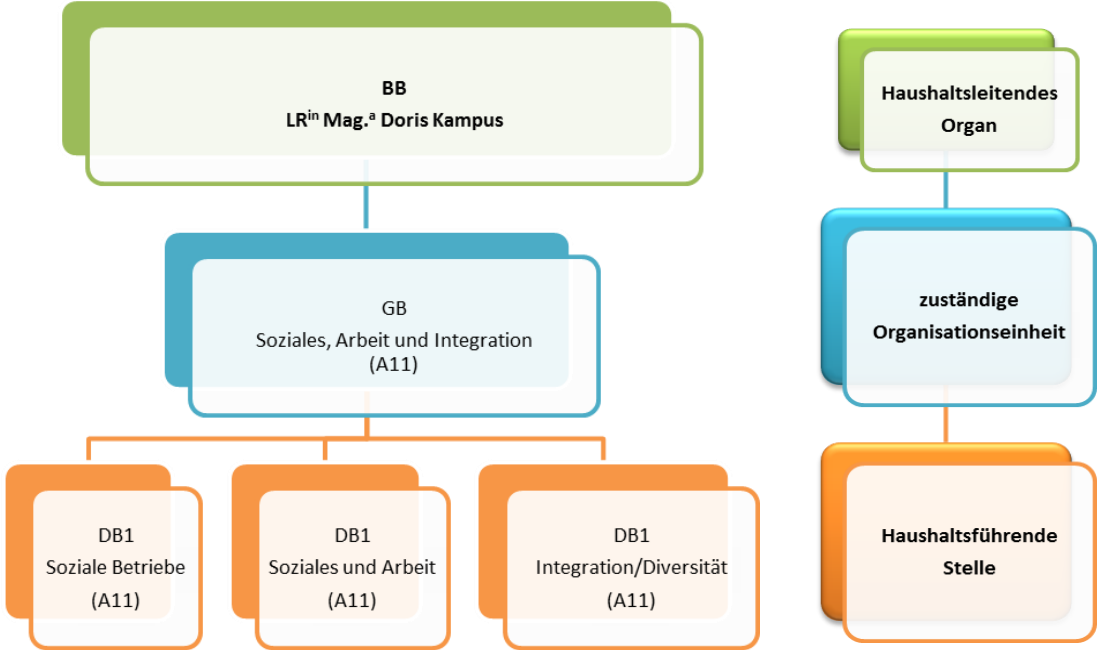 BB
LRⁱⁿ Mag.ᵃ Doris Kampus
GB
Soziales, Arbeit und Integration
(A11)
DB1
Soziale Betriebe
(A11)
DB1
Soziales und Arbeit
(A11)
DB1
Integration/Diversität
(A11)
Haushaltsleitendes
Organ
zuständige
Organisationseinheit
Haushaltsführende
Stelle